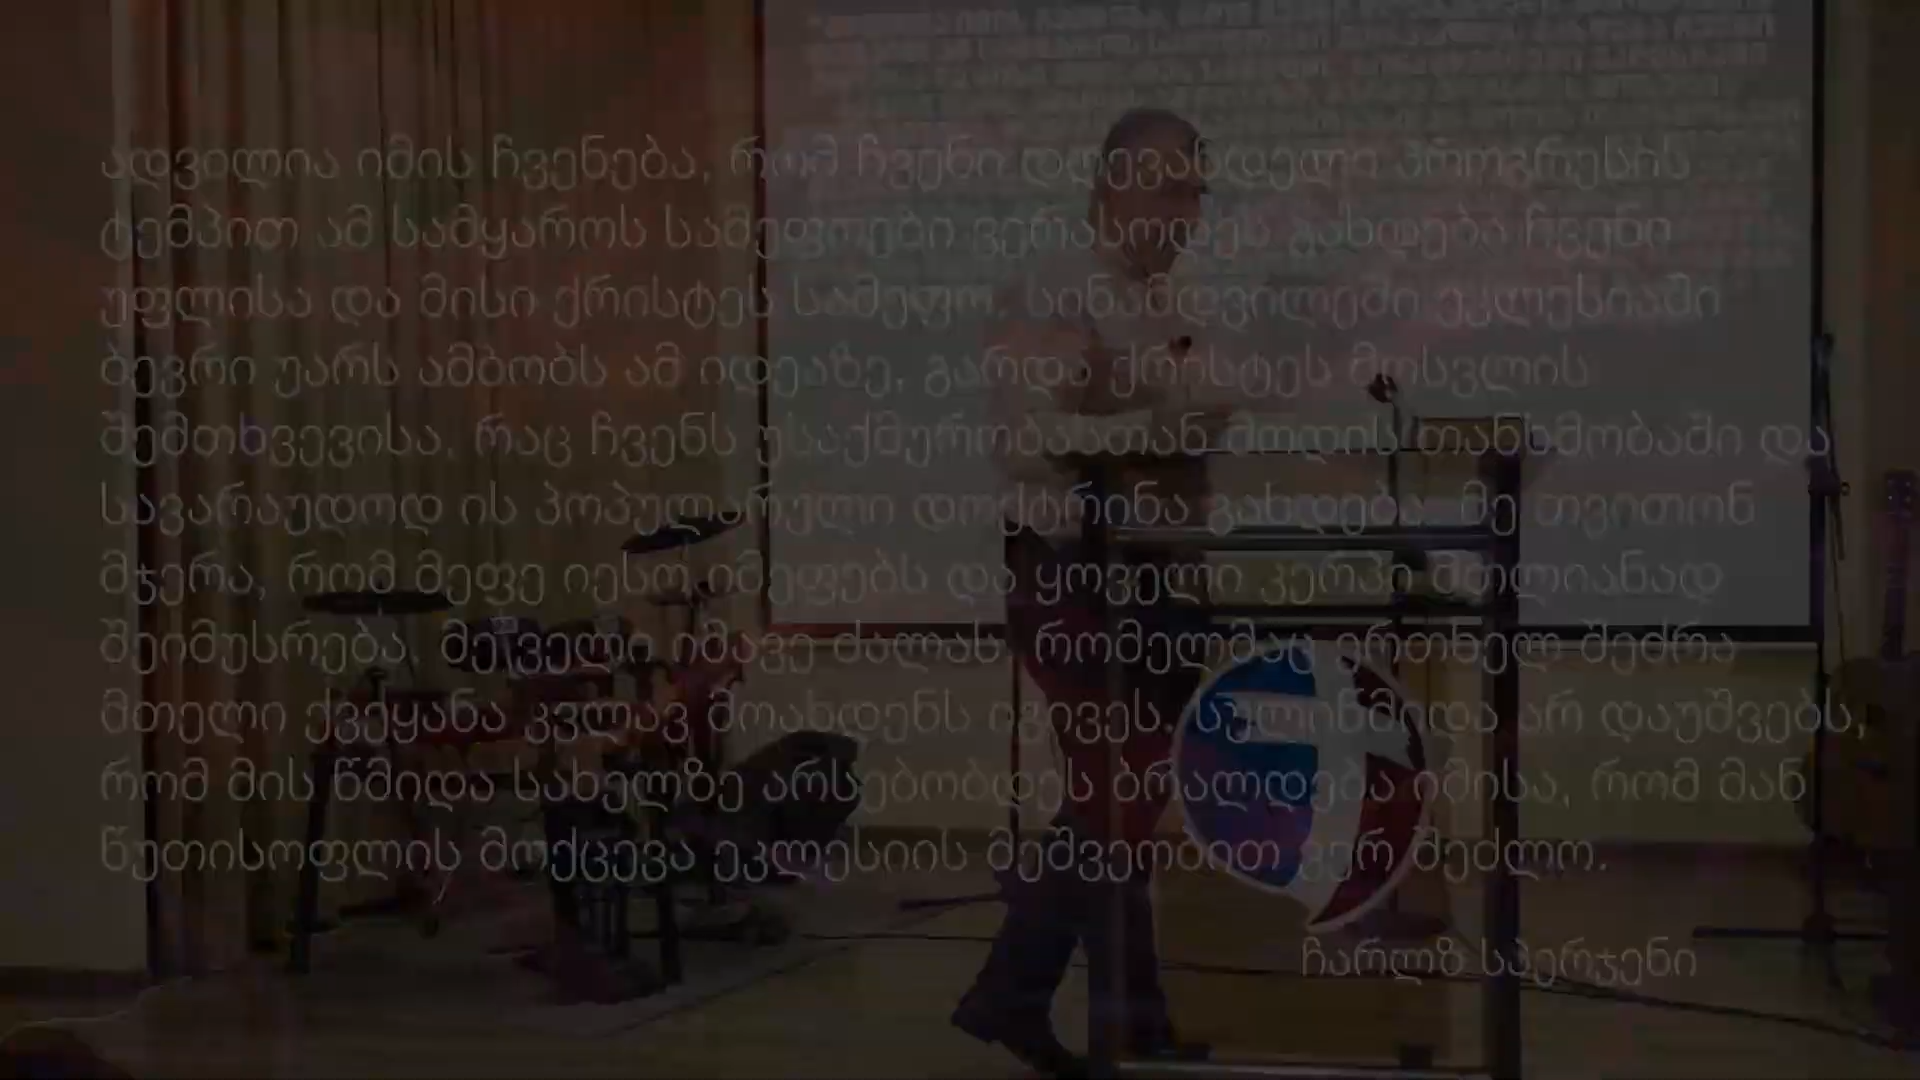 ადვილია იმის ჩვენება, რომ ჩვენი დღევანდელი პროგრესის
ტემპით ამ სამყაროს სამეფოები ვერასოდეს გახდება ჩვენი
უფლისა და მისი ქრისტეს სამეფო. სინამდვილეში ეკლესიაში
ბევრი უარს ამბობს ამ იდეაზე, გარდა ქრისტეს მოსვლის
შემთხვევისა, რაც ჩვენს უსაქმურობასთან მოდის თანხმობაში და
სავარაუდოდ ის პოპულარული დოქტრინა გახდება. მე თვითონ
მჯერა, რომ მეფე იესო იმეფებს და ყოველი კერპი მთლიანად
შეიმუსრება. მე ველი იმავე ძალას, რომელმაც ერთხელ შეძრა
მთელი ქვეყანა კვლავ მოახდენს იგივეს. სულიწმიდა არ დაუშვებს,
რომ მის წმიდა სახელზე არსებობდეს ბრალდება იმისა, რომ მან
წუთისოფლის მოქცევა ეკლესიის მეშვეობით ვერ შეძლო.
ჩარლზ სპერჯენი